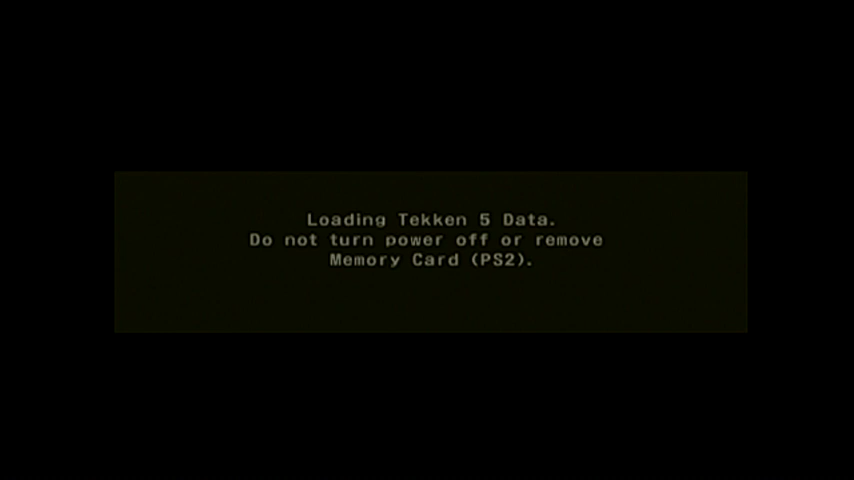 Loading Tekken 5 Data.
Do not turn power off or remove
Memory Card (PS2).